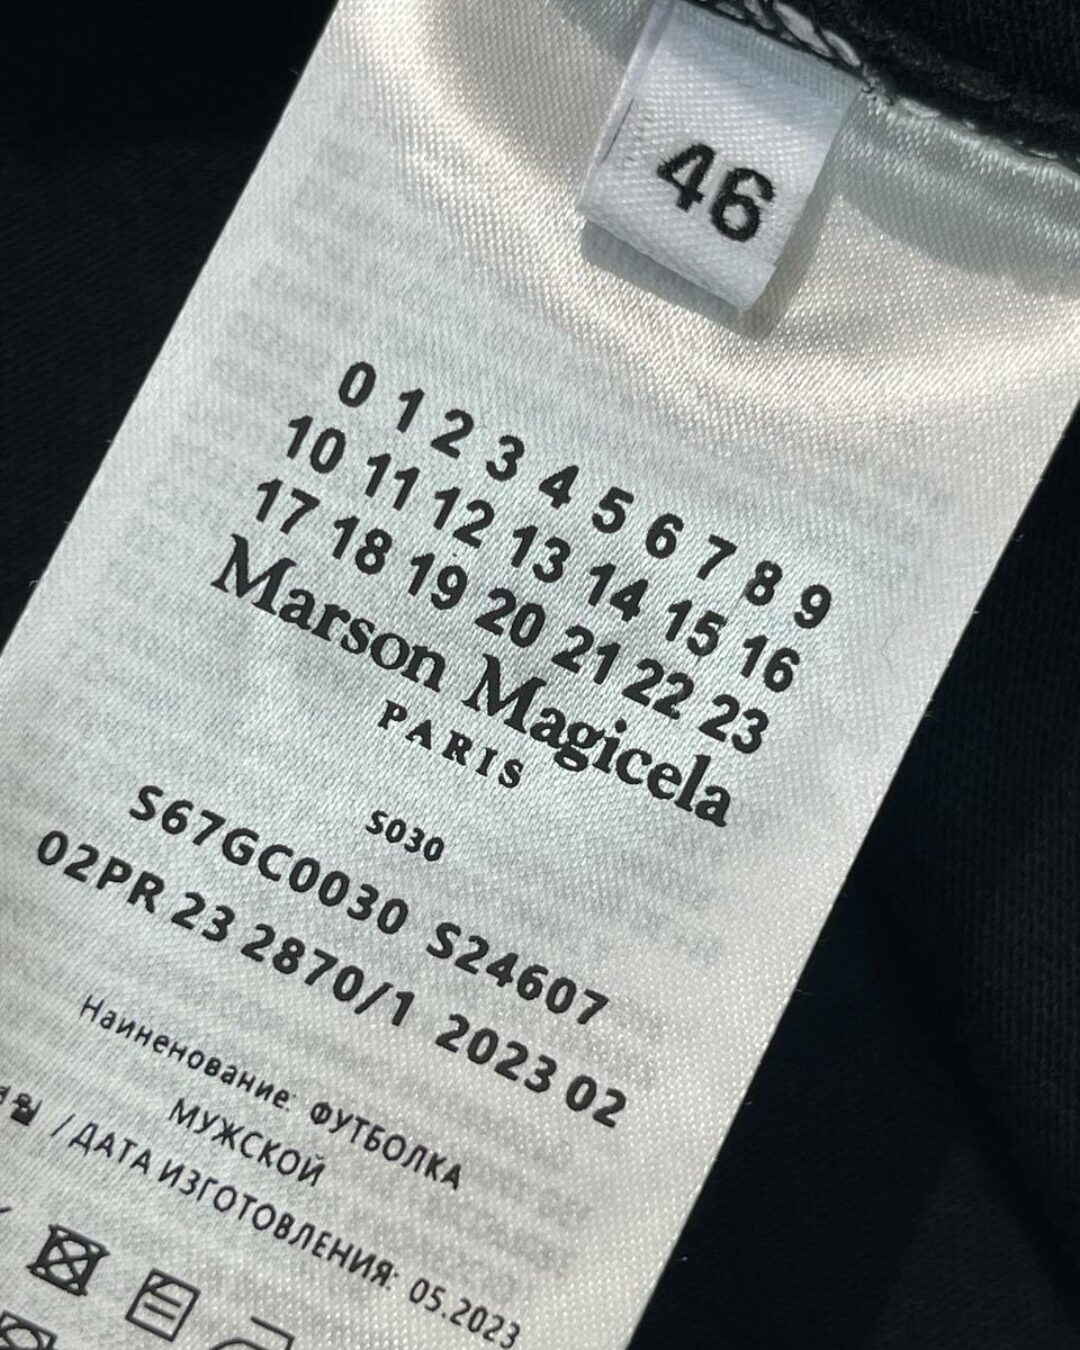 46
0 1 2 3 4 5 6 7 8 9
10 11 12 13 14 15 16
17 18 19 20 21 22 23
Marson Magicela
PARIS
S030
S67GC0030 S24607
02PR 23 2870/1 2023 02
Наиненование: ФУТБОЛКА
МУЖСКОЙ
/ДАТА ИЗГОТОВЛЕНИЯ: 05.2023